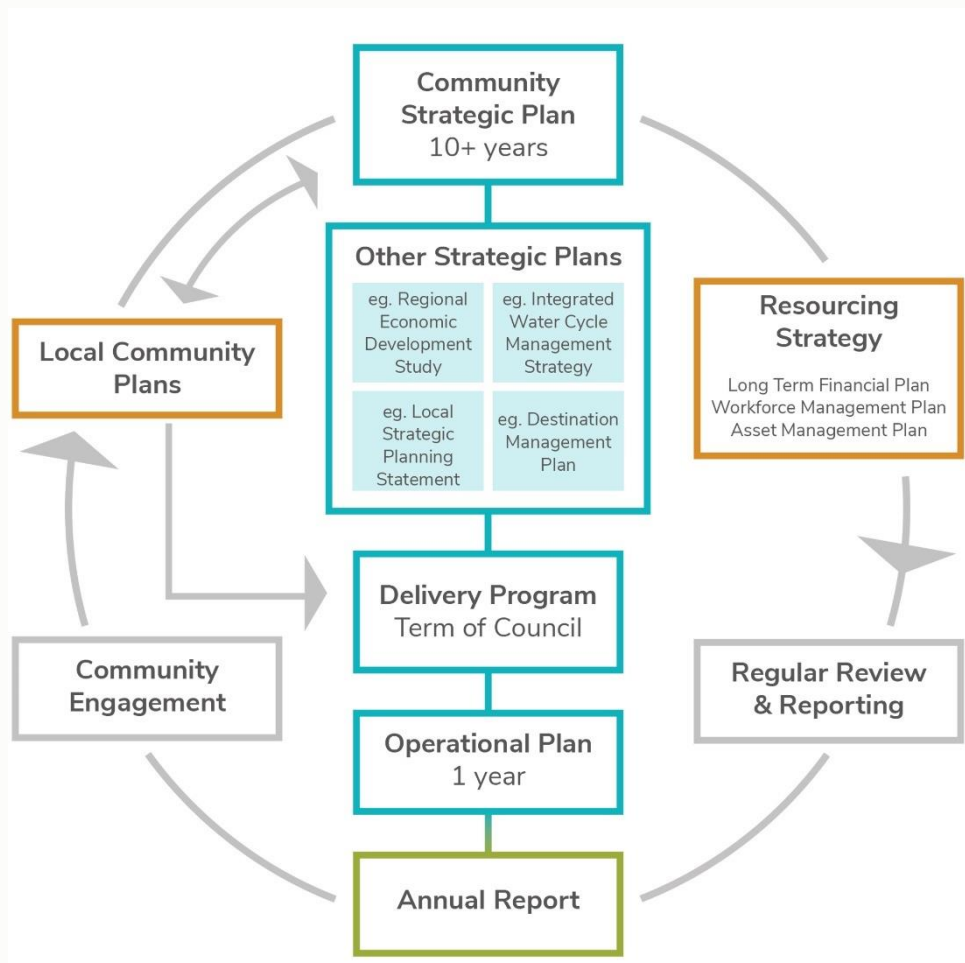 Community
Strategic Plan
10+ years
Other Strategic Plans
eg. Regional
Economic
Development
Study
eg. Integrated
Water Cycle
Management
Strategy
eg. Local
Strategic
Planning
Statement
eg. Destination
Management
Plan
Local Community
Plans
Resourcing
Strategy
Long Term Financial Plan
Workforce Management Plan
Asset Management Plan
Delivery Program
Term of Council
Community
Engagement
Regular Review
& Reporting
Operational Plan
1 year
Annual Report